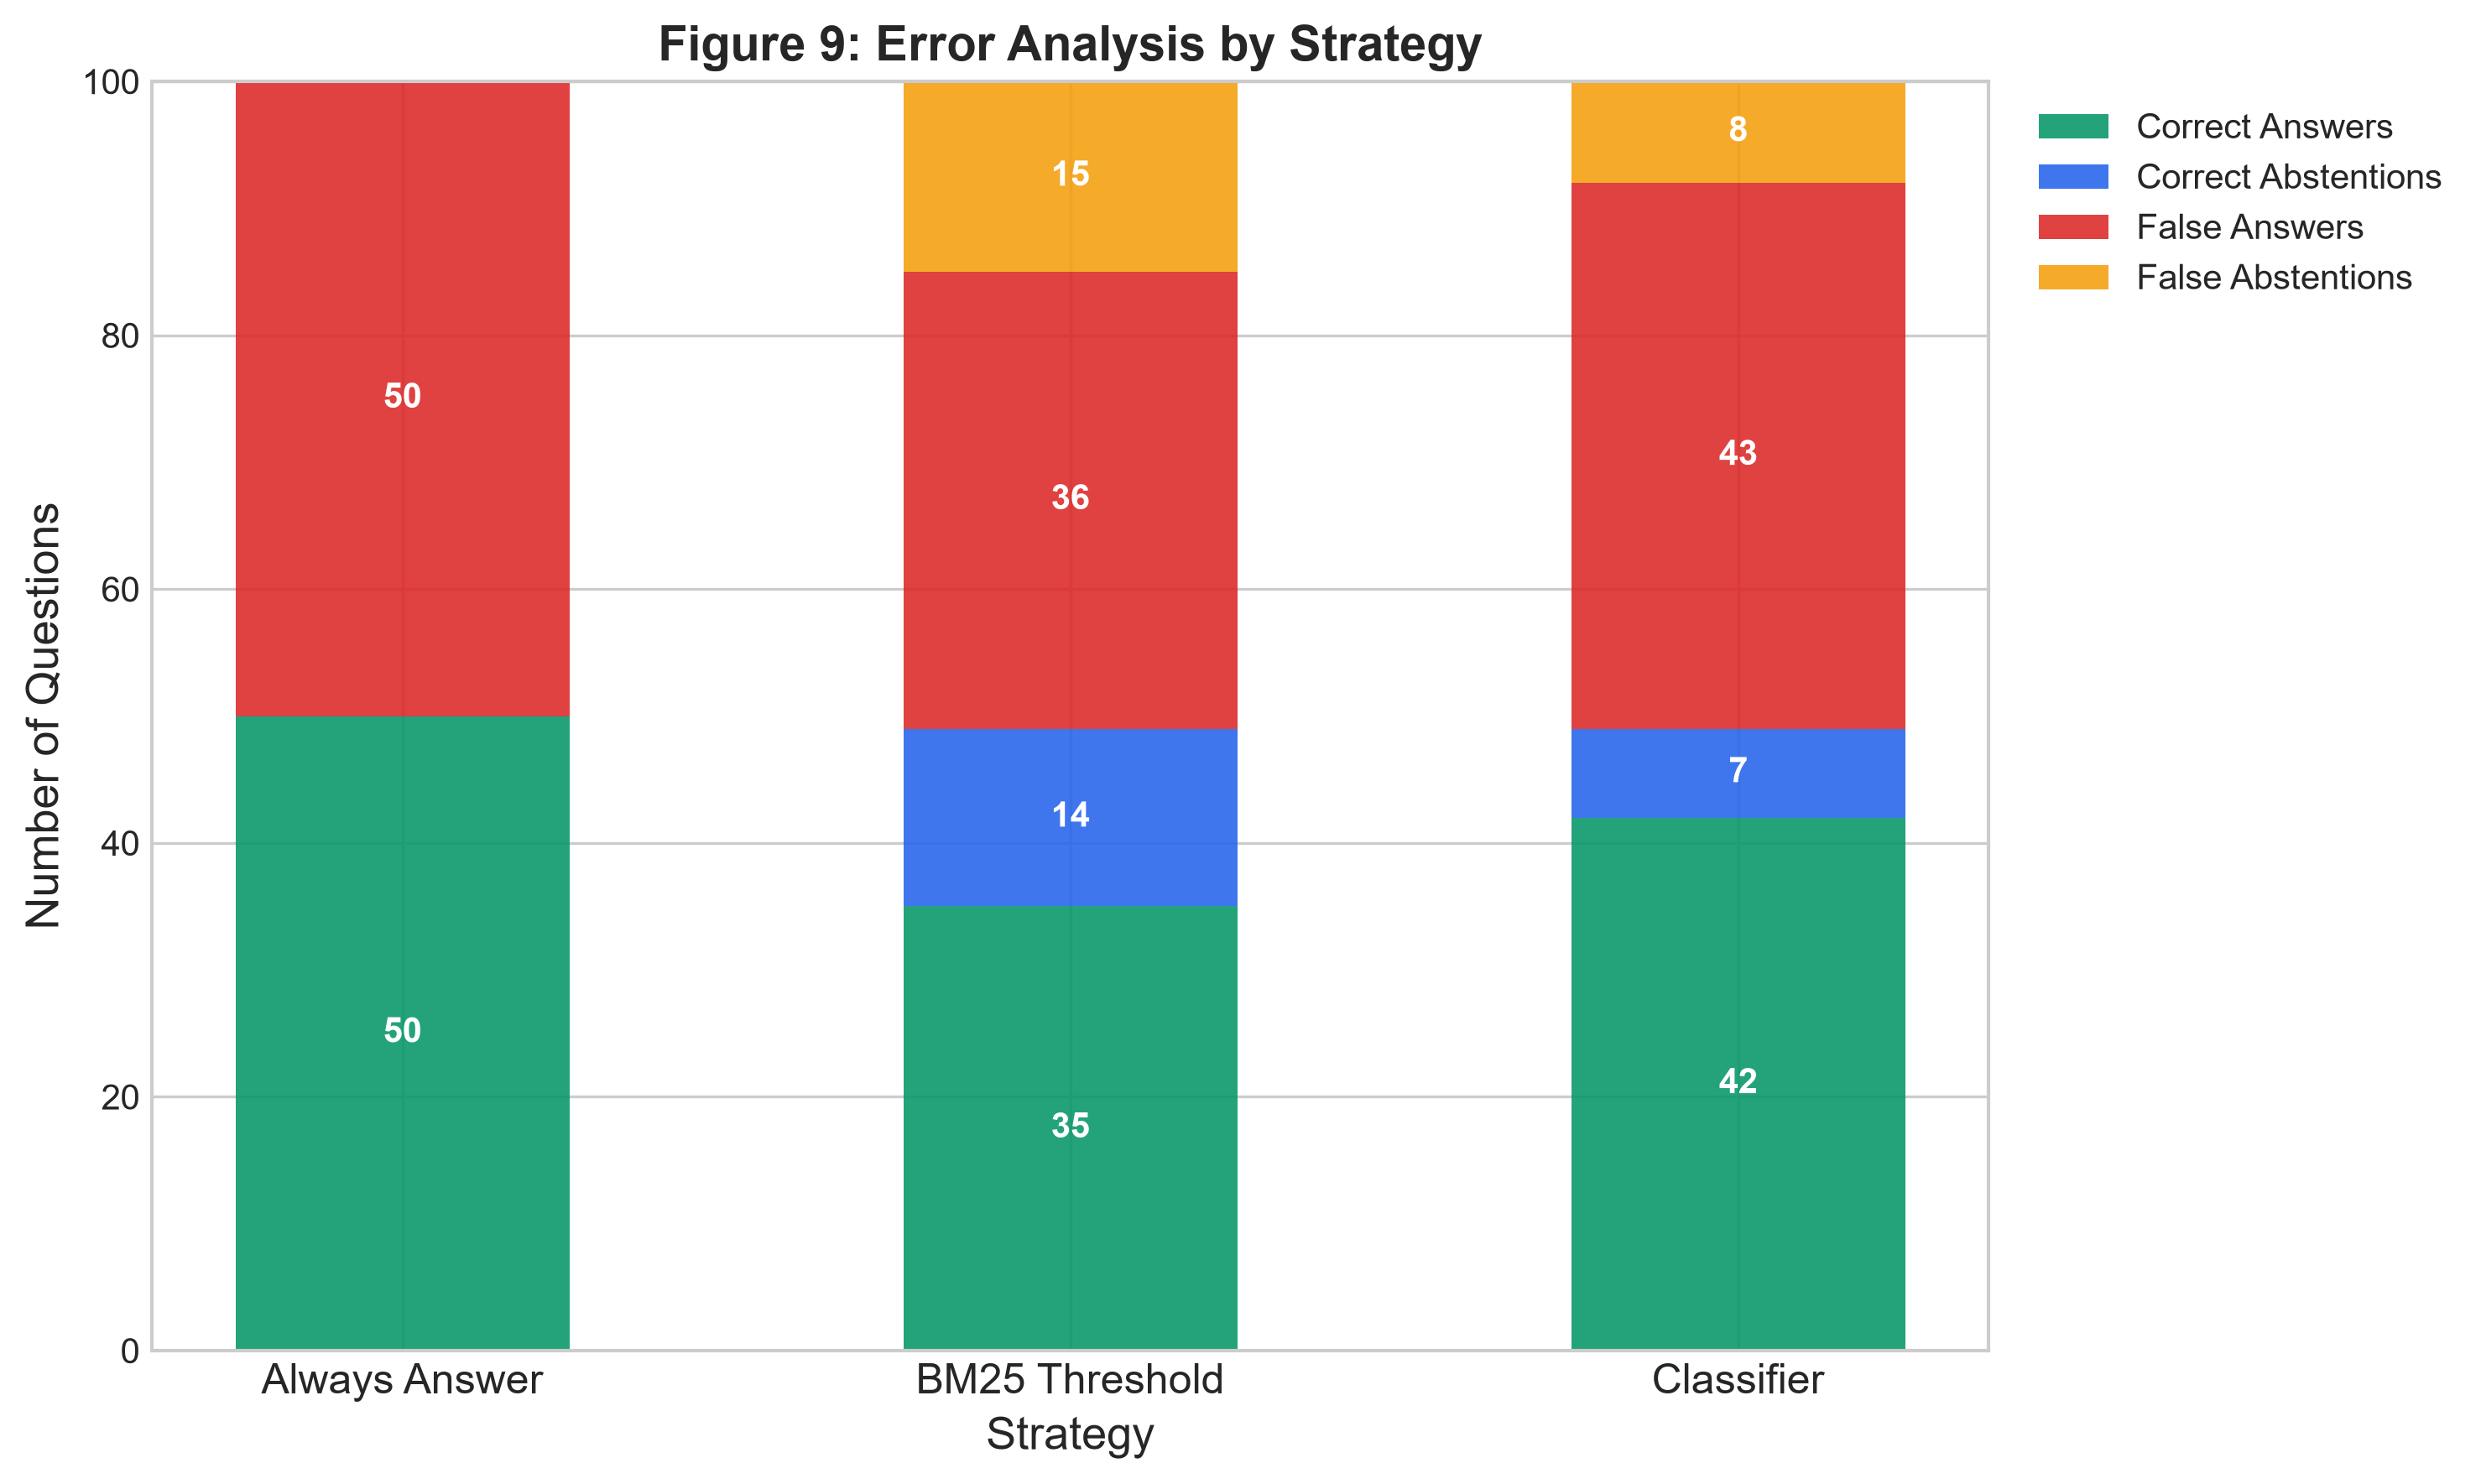 Figure 9: Error Analysis by Strategy
100
80
60
40
20
0
Number of Questions
50
50
15
36
14
35
8
43
7
42
Always Answer
BM25 Threshold
Classifier
Strategy
Correct Answers
Correct Abstentions
False Answers
False Abstentions